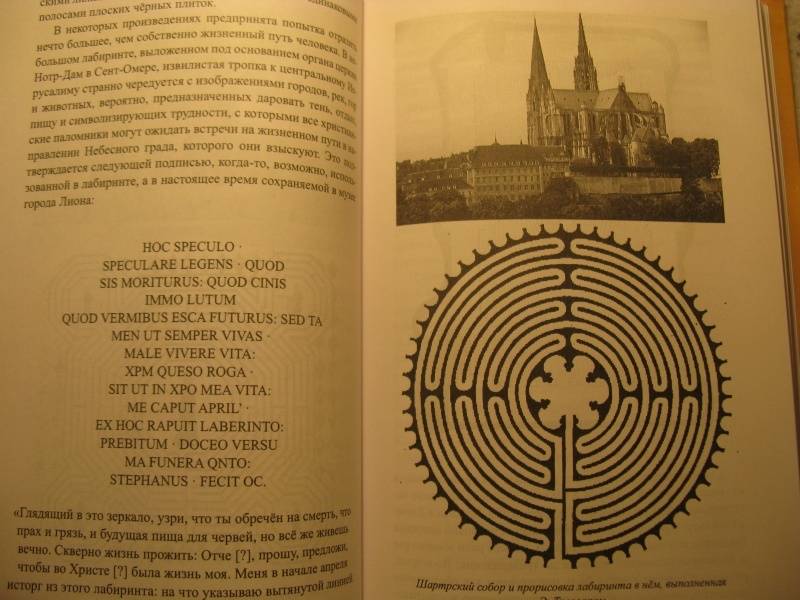 полосами плоских чёрных плиток.
В некоторых произведениях предпринята попытка
нечто большее, чем собственно жизненный путь человека. В
большом лабиринте, выложенном под основанием органа церкви
Нотр-Дам в Сент-Омере, извилистая тропка к центральному Ие-
русалиму странно чередуется с изображениями городов, рек, гор
и животных, вероятно, предназначенных даровать тень,
пищу и символизирующих трудности, с которыми все христиан-
ские паломники могут ожидать встречи на жизненном пути в на-
правлении Небесного града, которого они взыскуют. Это под-
тверждается следующей подписью, когда-то, возможно, исполь-
зованной в лабиринте, а в настоящее время сохраняемой в музее
города Лиона:
HOC SPECULO ·
SPECULARE LEGENS · QUOD
SIS MORITURUS: QUOD CINIS
IMMO LUTUM
QUOD VERMIBUS ESCA FUTURUS: SED TA
MEN UT SEMPER VIVAS ·
MALE VIVERE VITA:
XPM QUESO ROGA ·
SIT UT IN XPO MEA VITA:
ME CAPUT APRIL’ ·
EX HOC RAPUIT LABERINTO:
PREBITUM · DOCEO VERSU
MA FUNERA QNTO:
STEPHANUS · FECIT OC.
«Глядящий в это зеркало, узри, что ты обречён на смерть, что
прах и грязь, и будущая пища для червей, но всё же живешь
вечно. Скверно жизнь прожить: Отче [?], прошу, предложи,
чтобы во Христе [?] была жизнь моя. Меня в начале апреля
исторг из этого лабиринта: на что указываю вытянутой линией
Шартрский собор и прорисовка лабиринта в нём, выполненная